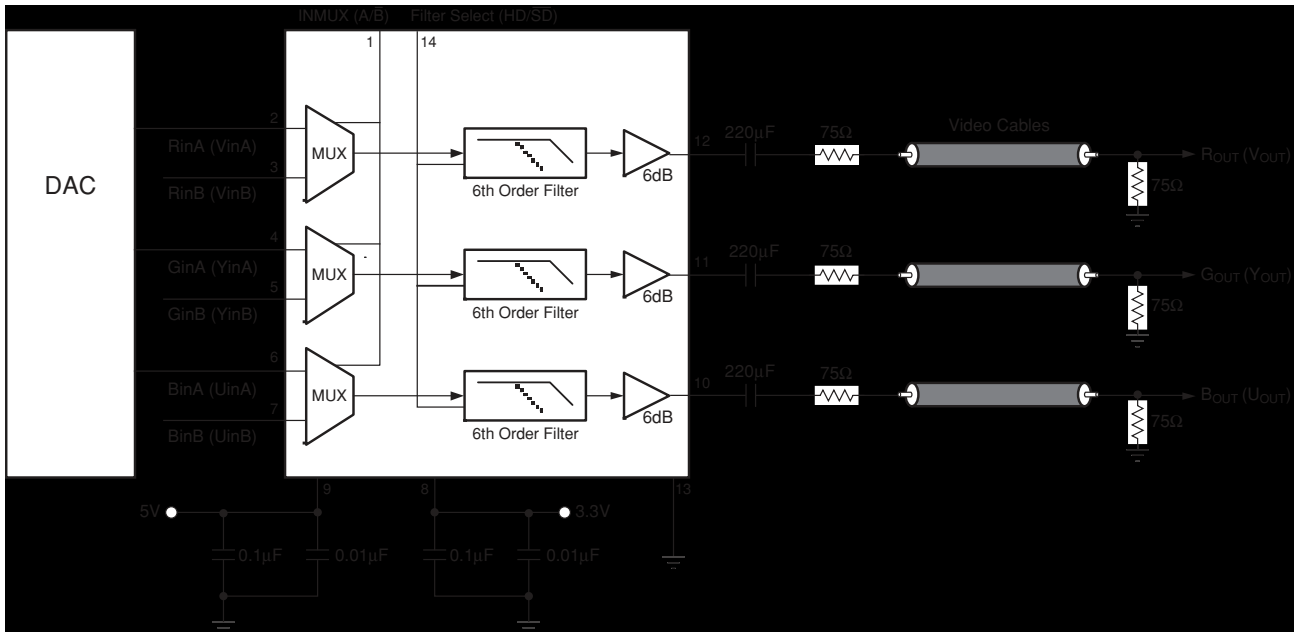 INMUX (A/B̅) Filter Select (HD/S̅D̅)
1 14
2
RinA (VinA)
3
RinB (VinB)
MUX
6th Order Filter
6dB
12
220μF
75Ω
Video Cables
ROUT (VOUT)
75Ω
DAC
4
GinA (YinA)
5
GinB (YinB)
MUX
6th Order Filter
6dB
11
220μF
75Ω
GOUT (YOUT)
75Ω
6
BinA (UinA)
7
BinB (UinB)
MUX
6th Order Filter
6dB
10
220μF
75Ω
BOUT (UOUT)
75Ω
9 8 13
5V 3.3V
0.1μF 0.01μF 0.1μF 0.01μF